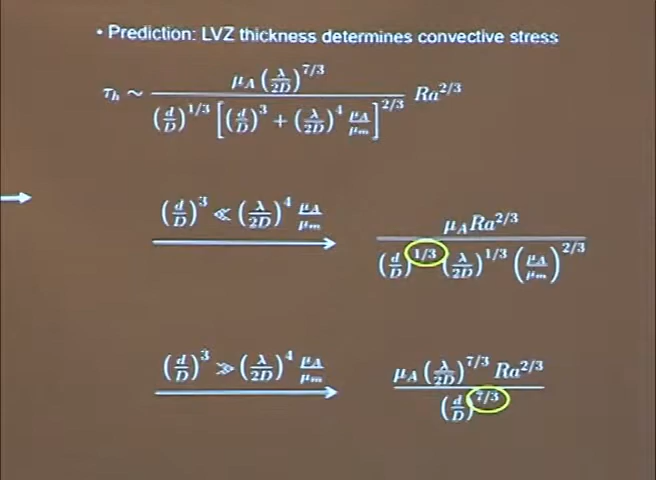 • Prediction: LVZ thickness determines convective stress
τ_h ~ μ_A (λ/2D)^{7/3} / ((d/D)^{1/3} [(d/D)^3 + (λ/2D)^4 μ_A/μ_m]^{2/3}) Ra^{2/3}
(d/D)^3 ≪ (λ/2D)^4 μ_A/μ_m → μ_A Ra^{2/3} / ((d/D)^{1/3} (λ/2D)^{1/3} (μ_A/μ_m)^{2/3})
(d/D)^3 ≫ (λ/2D)^4 μ_A/μ_m → μ_A (λ/2D)^{7/3} Ra^{2/3} / (d/D)^{7/3}